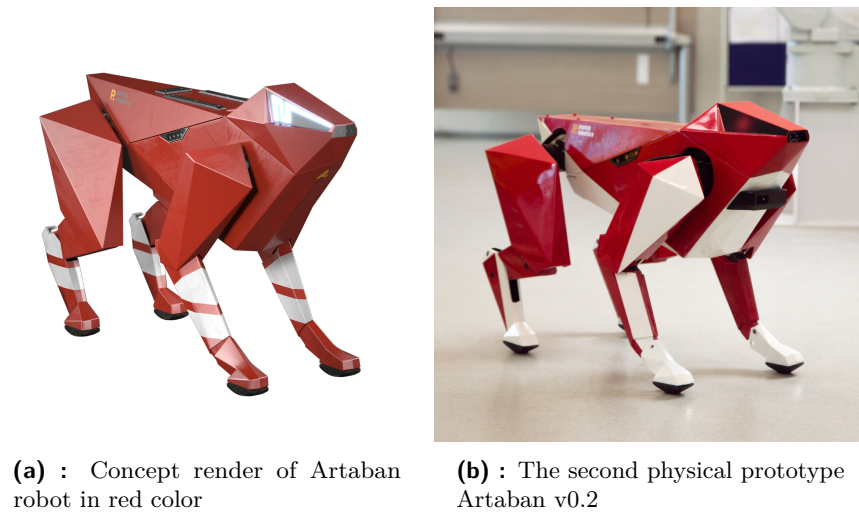 (a) : Concept render of Artaban
robot in red color
(b) : The second physical prototype
Artaban v0.2